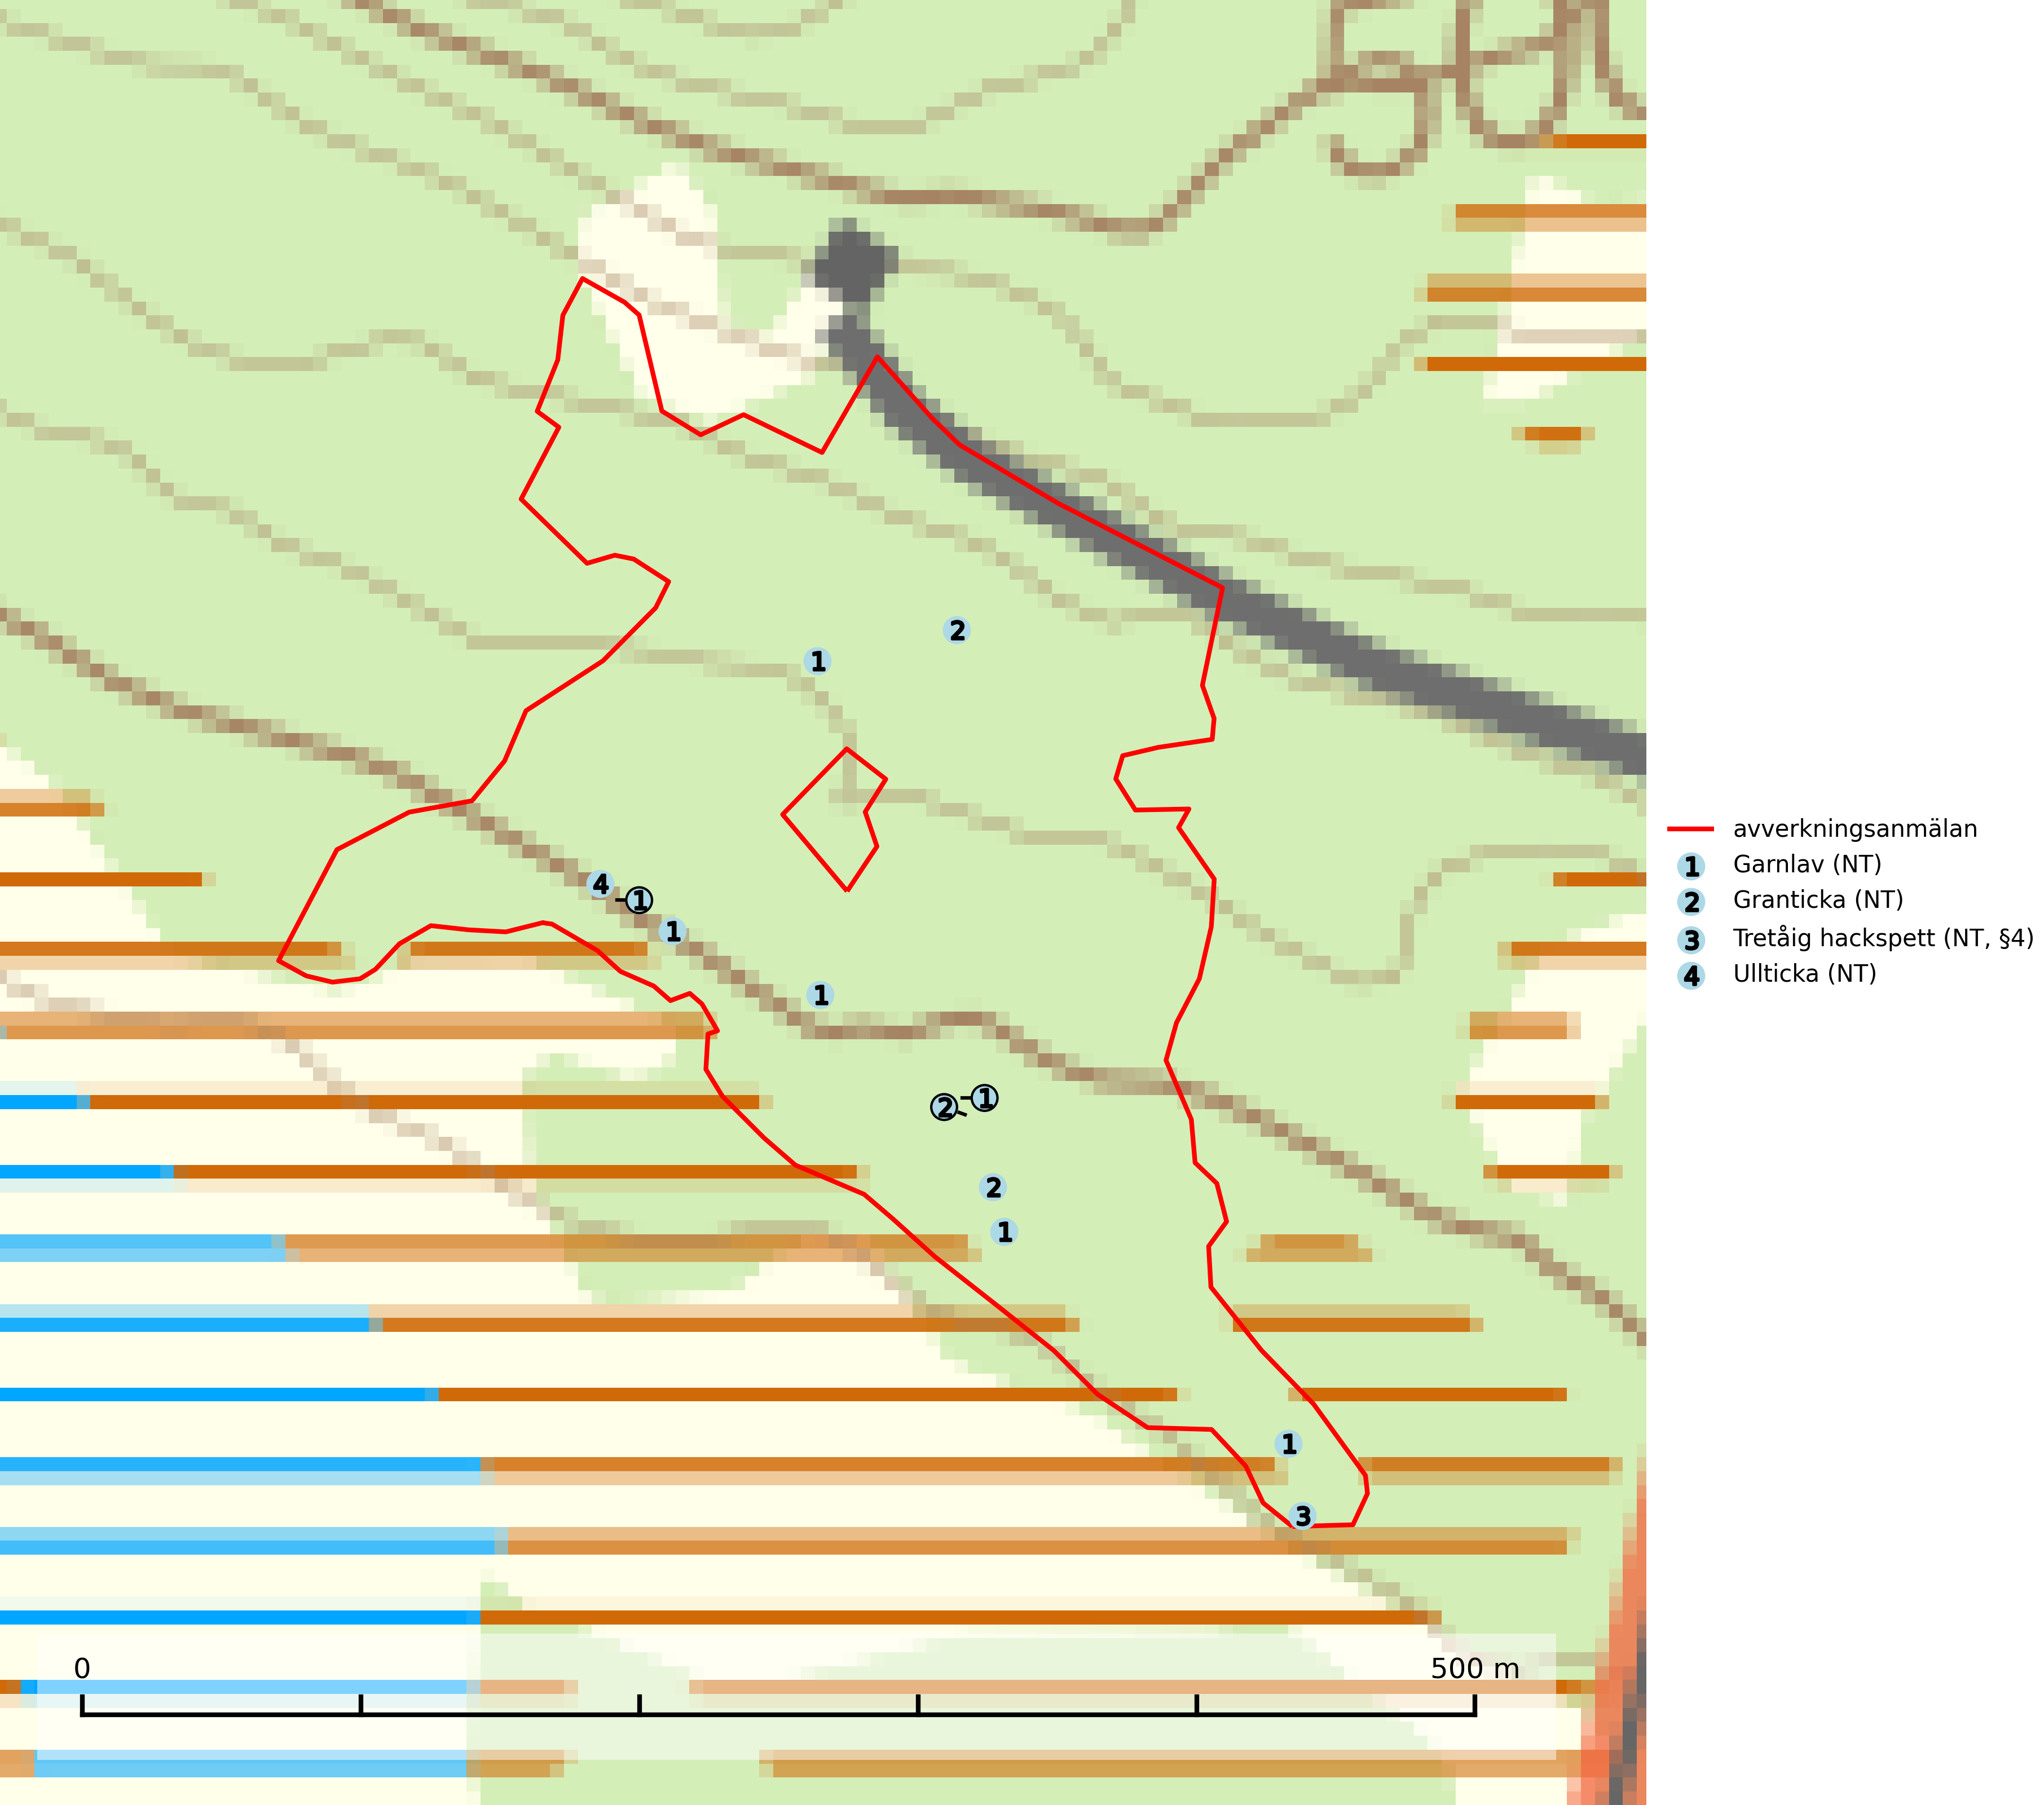 2
1
4
1
1
1
2
1
2
1
1
3
avverkningsanmälan
1 Garnlav (NT)
2 Granticka (NT)
3 Tretåig hackspett (NT, §4)
4 Ullticka (NT)
0 500 m